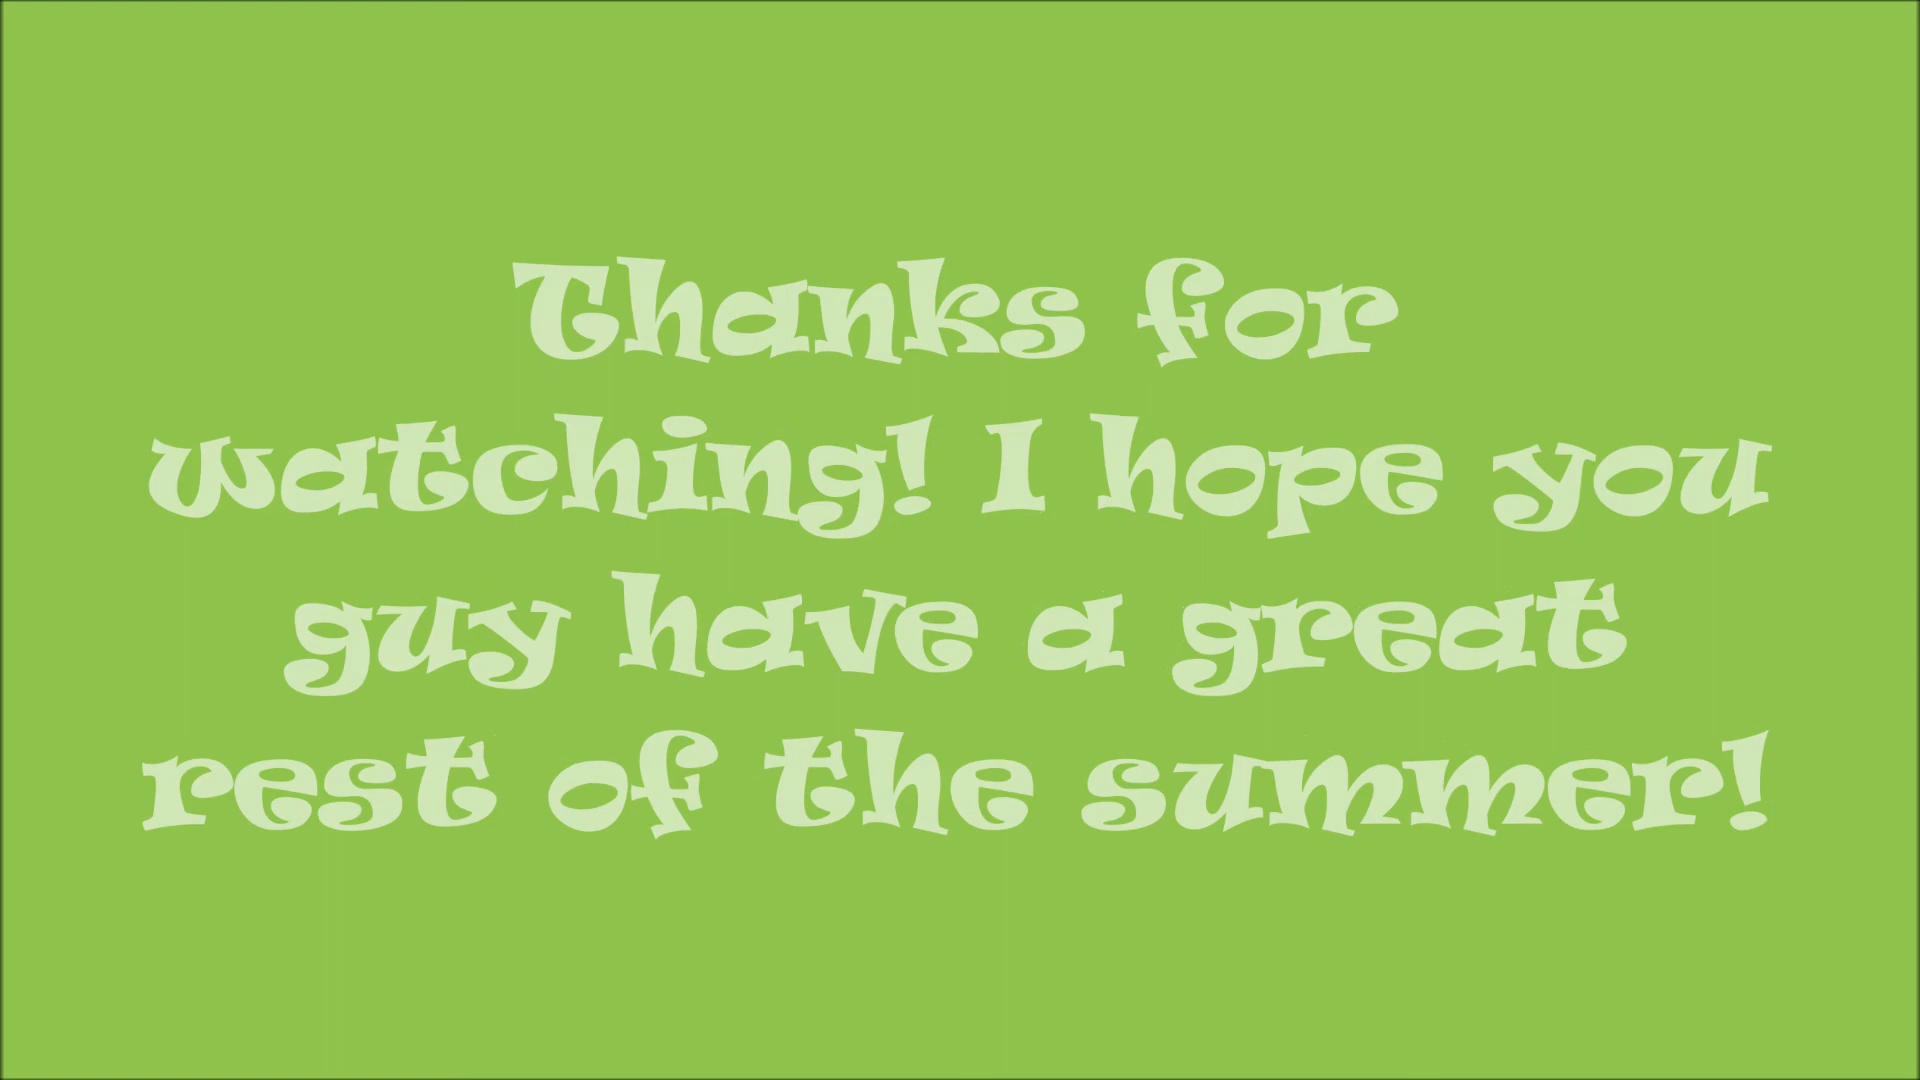 Thanks for
watching! I hope you
guy have a great
rest of the summer!